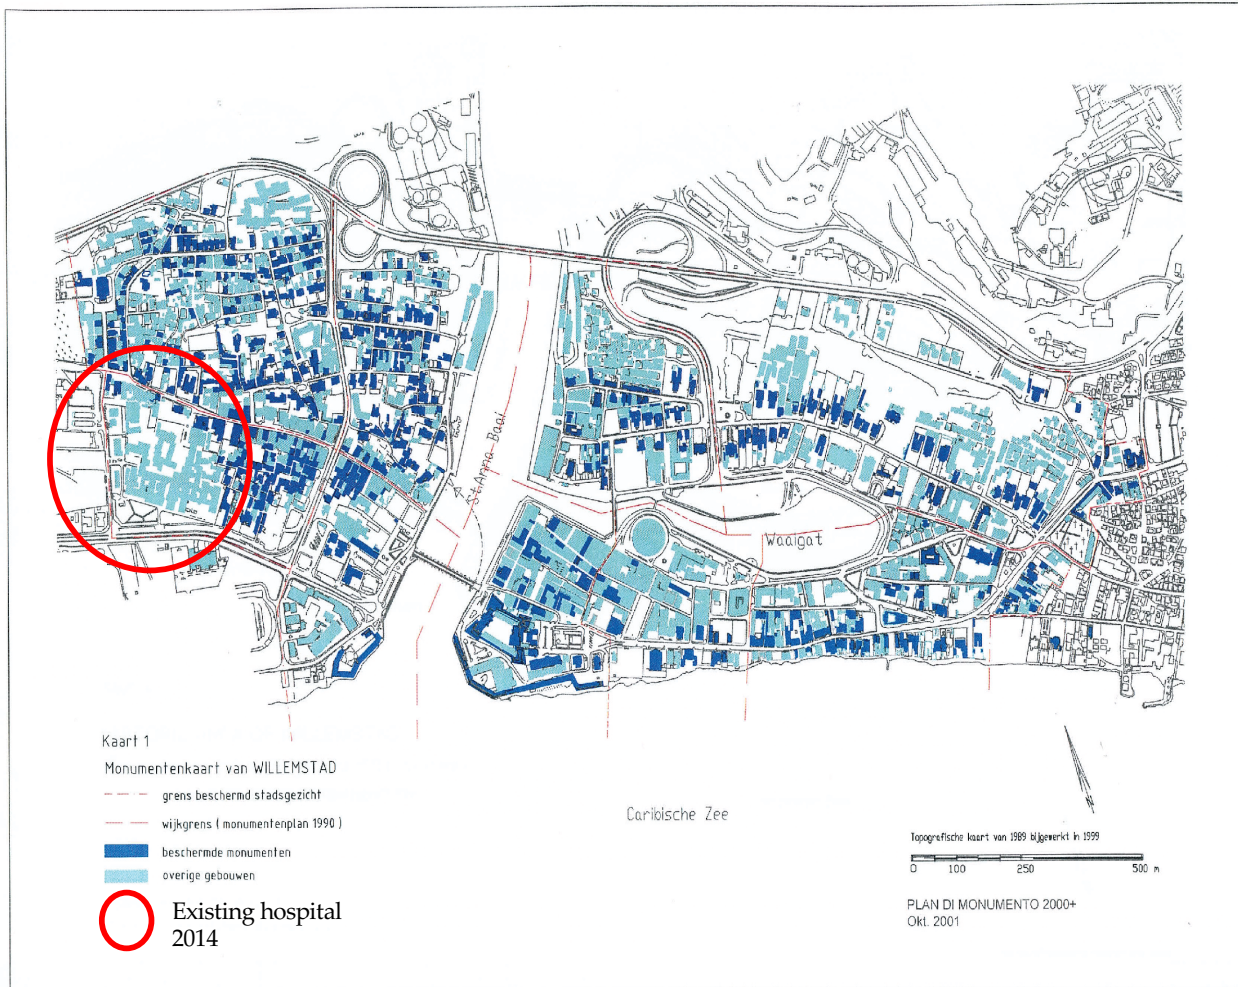 St. Anna Baai
Waaigat
Caribische Zee
Kaart 1
Monumentenkaart van WILLEMSTAD
grens beschermd stadsgezicht
wijkgrens ( monumentenplan 1990 )
beschermde monumenten
overige gebouwen
Existing hospital
2014
Topografische kaart van 1989 bijgewerkt in 1999
0 100 250 500 m
PLAN DI MONUMENTO 2000+
Okt. 2001